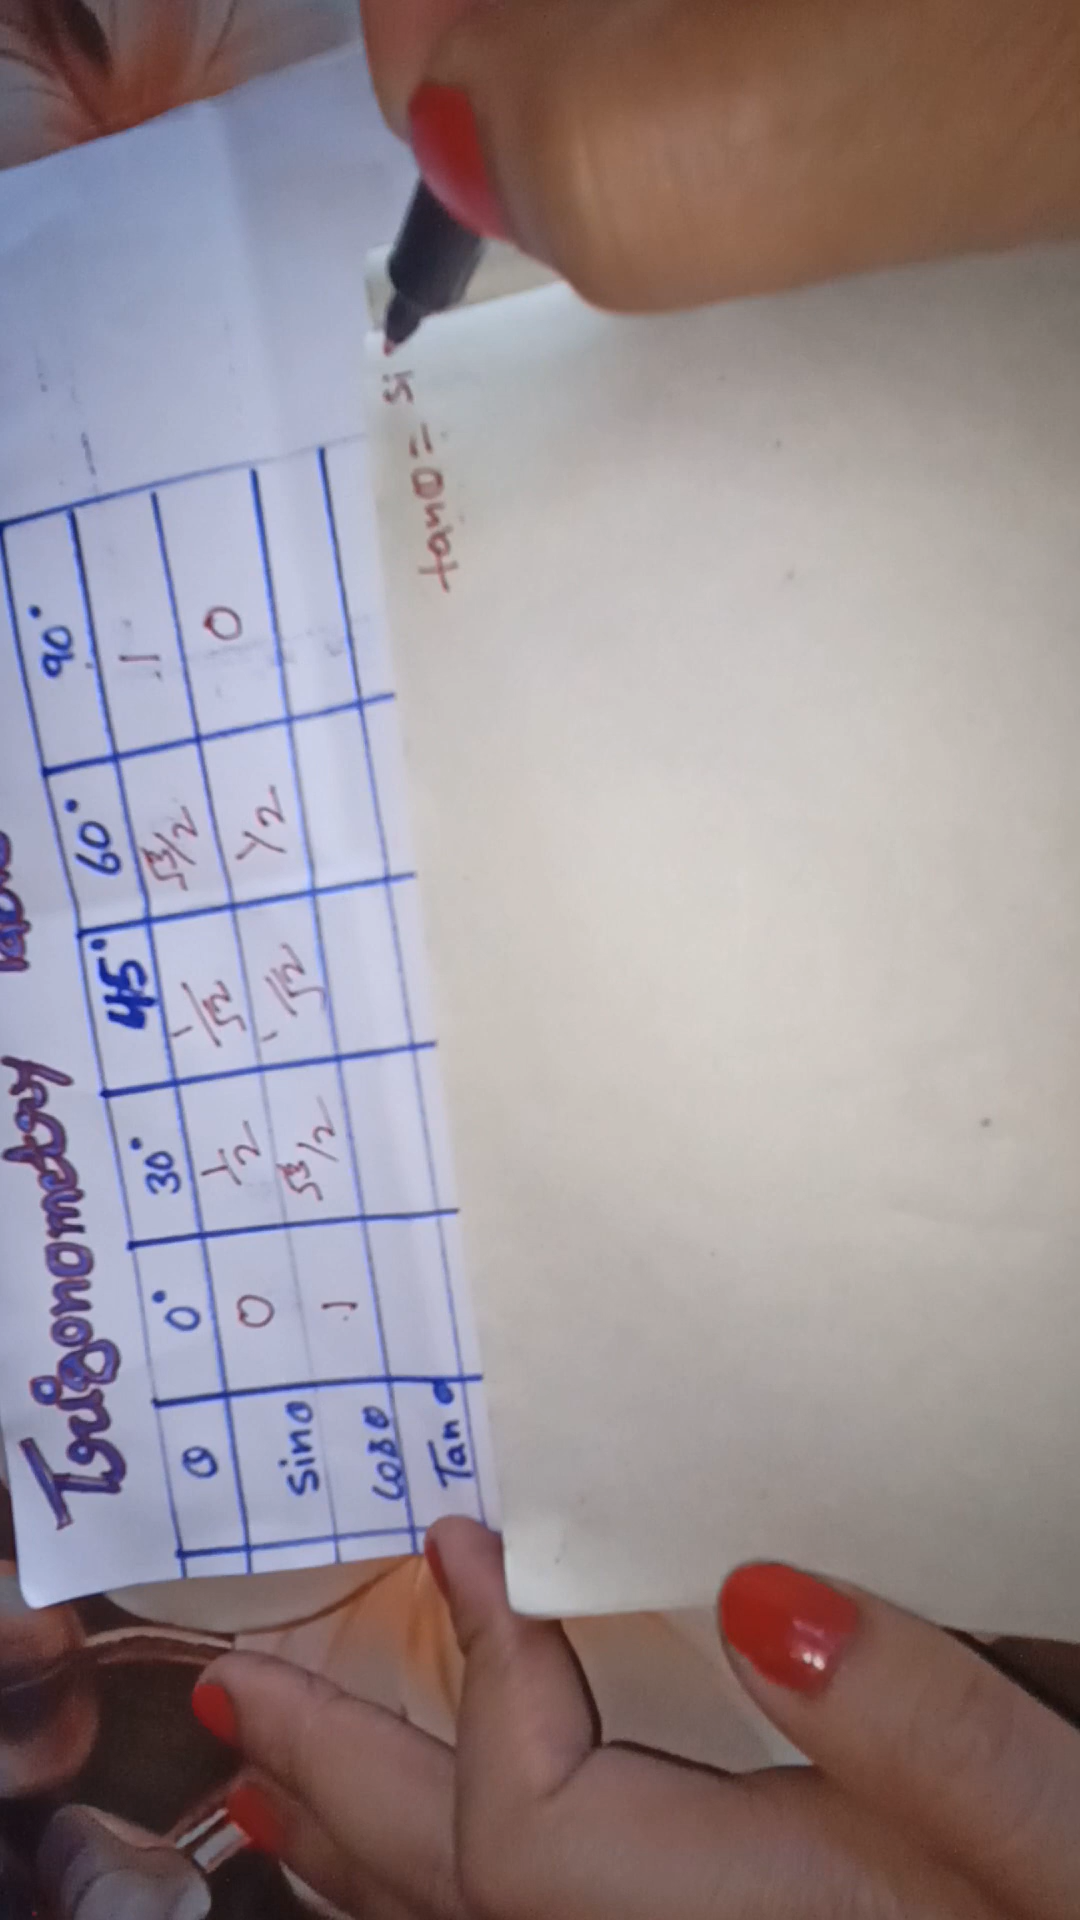 Trigonometry
θ 0° 30° 45° 60° 90°
sinθ 0 1/2 1/√2 √3/2 1
cosθ 1 √3/2 1/√2 1/2 0
Tanθ
tanθ = si